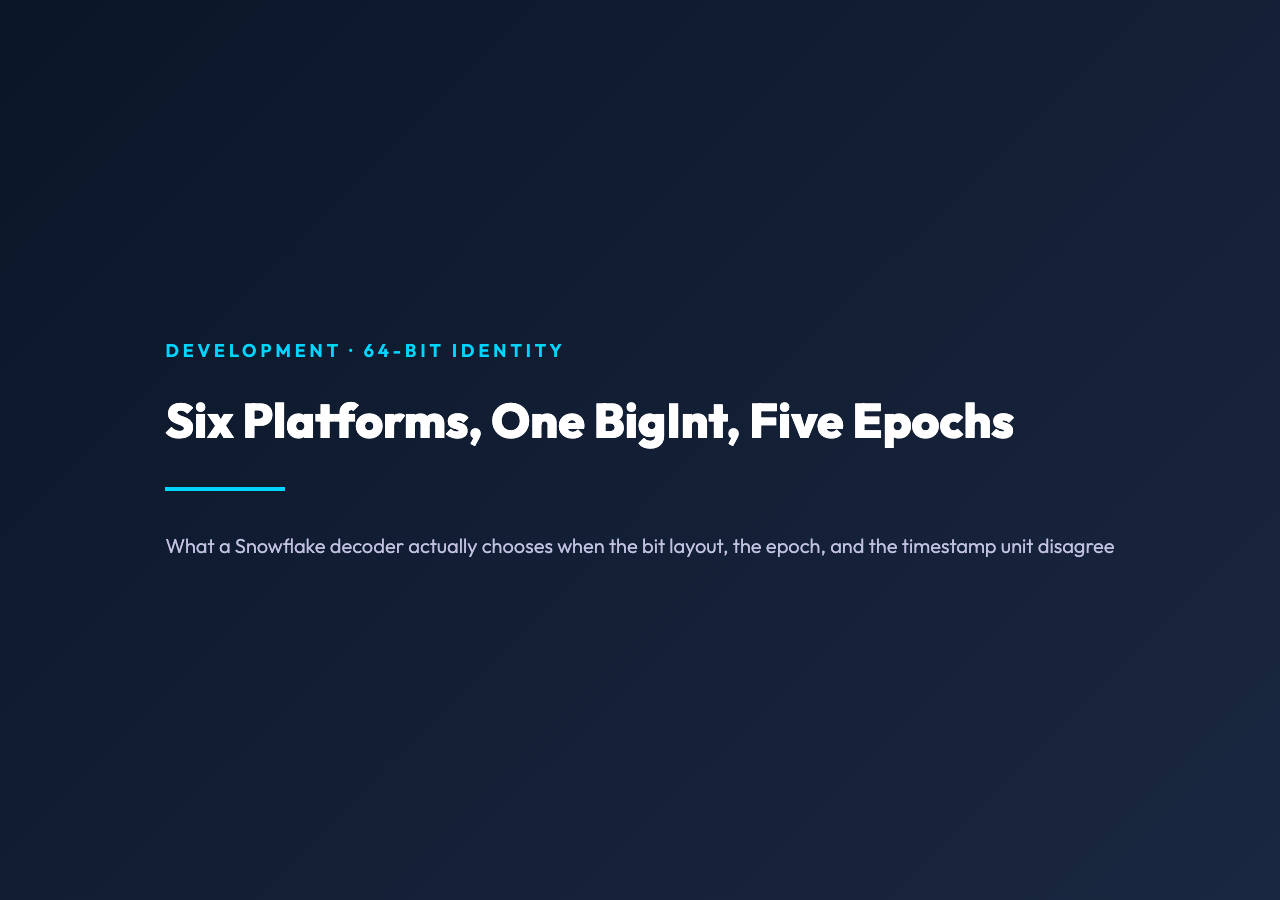 DEVELOPMENT · 64-BIT IDENTITY
Six Platforms, One BigInt, Five Epochs
What a Snowflake decoder actually chooses when the bit layout, the epoch, and the timestamp unit disagree